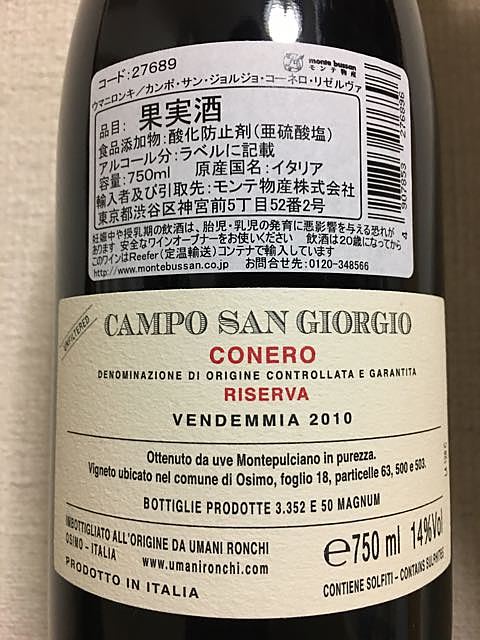 コード:27689
monte bussan
モンテ物産
ウマニロンキ/カンポ・サン・ジョルジョ・コーネロ・リゼルヴァ
品目: 果実酒
食品添加物:酸化防止剤(亜硫酸塩)
アルコール分:ラベルに記載
容量:750ml 原産国名:イタリア
輸入者及び引取先:モンテ物産株式会社
東京都渋谷区神宮前5丁目52番2号
妊娠中や授乳期の飲酒は、胎児・乳児の発育に悪影響を与える恐れが
あります 安全なワインオープナーをお使いください 飲酒は20歳になってから
このワインはReefer(定温輸送)コンテナで輸入しています
http://www.montebussan.co.jp お問合せ先:0120-348566
UNFILTERED
CAMPO SAN GIORGIO
CONERO
DENOMINAZIONE DI ORIGINE CONTROLLATA E GARANTITA
RISERVA
VENDEMMIA 2010
Ottenuto da uve Montepulciano in purezza.
Vigneto ubicato nel comune di Osimo, foglio 18, particelle 63, 500 e 503.
BOTTIGLIE PRODOTTE 3.352 E 50 MAGNUM
IMBOTTIGLIATO ALL'ORIGINE DA UMANI RONCHI
OSIMO - ITALIA www.umanironchi.com
PRODOTTO IN ITALIA
℮750 ml 14%Vol
CONTIENE SOLFITI - CONTAINS SULPHITES